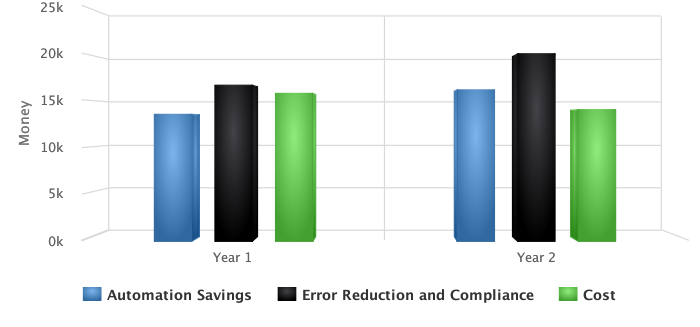 25k
20k
15k
10k
5k
0k
Money
Year 1
Year 2
Automation Savings
Error Reduction and Compliance
Cost